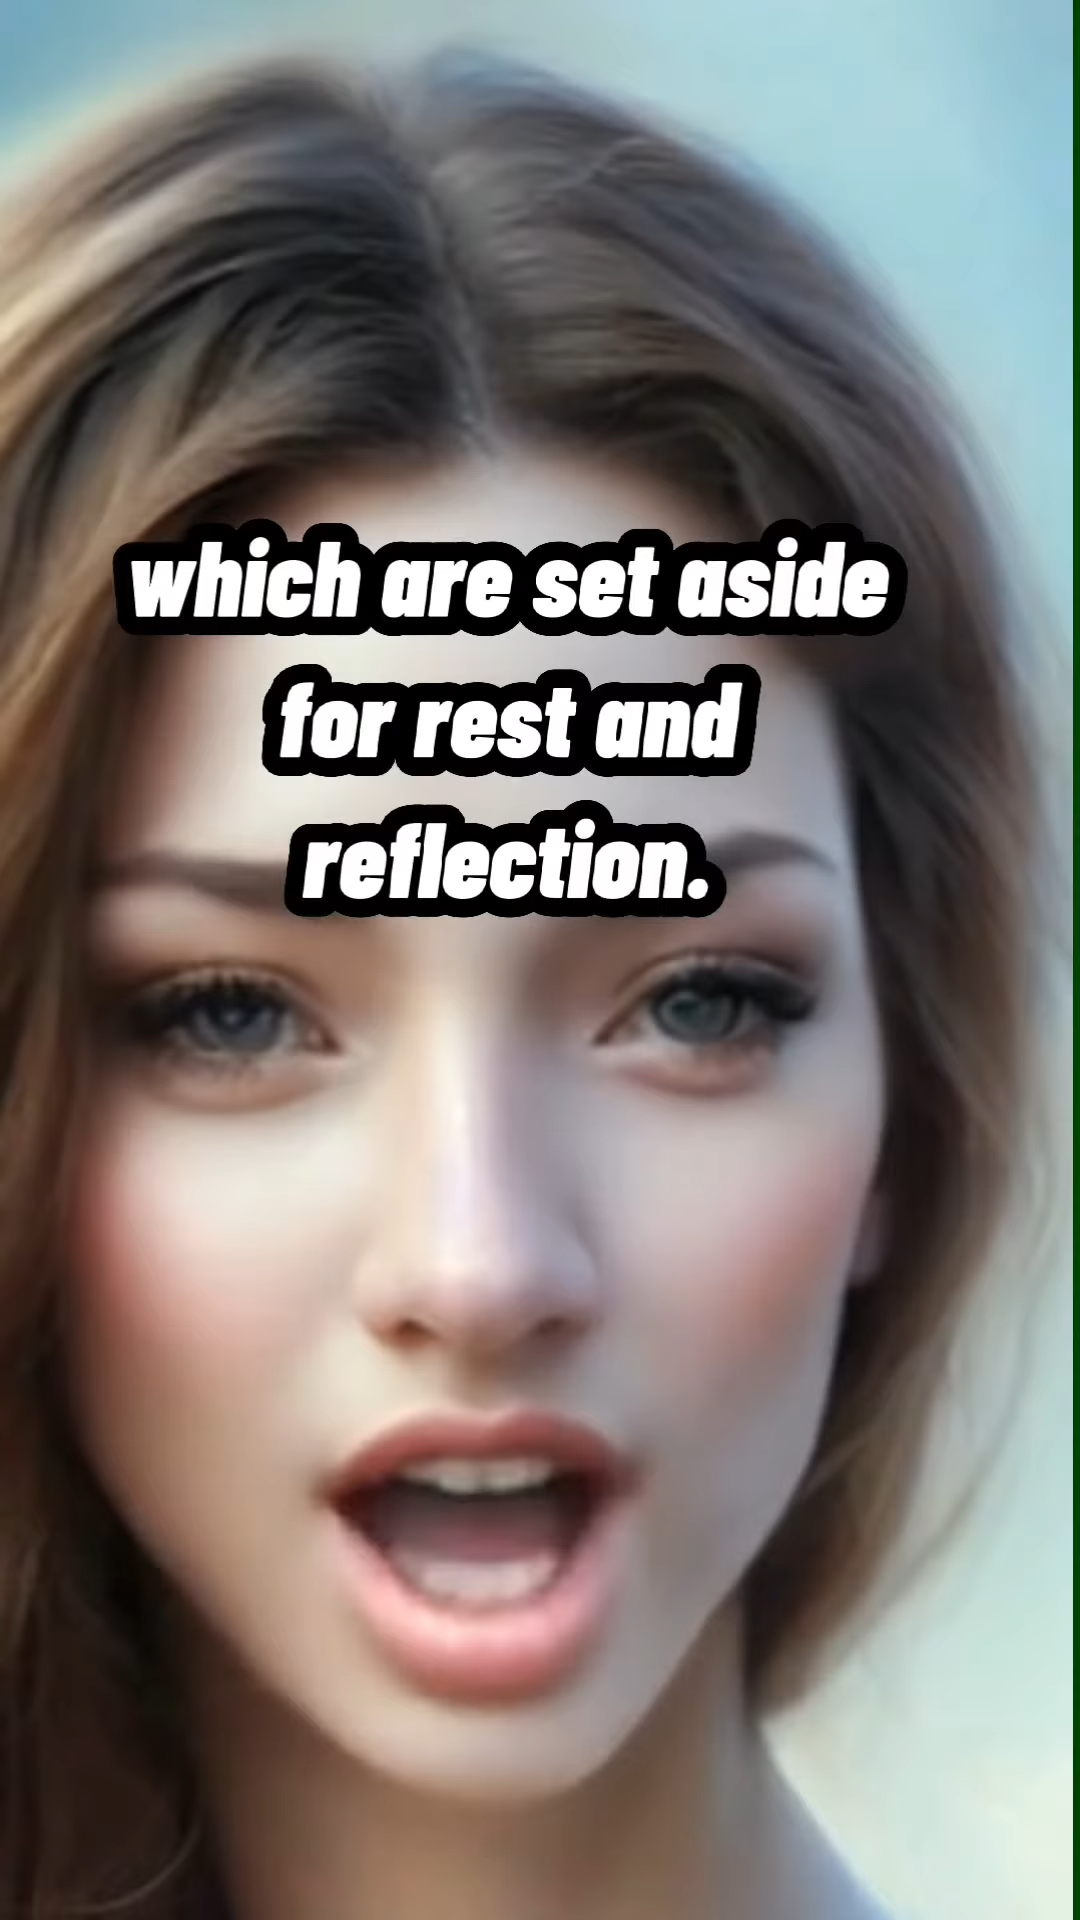 which are set aside
for rest and
reflection.